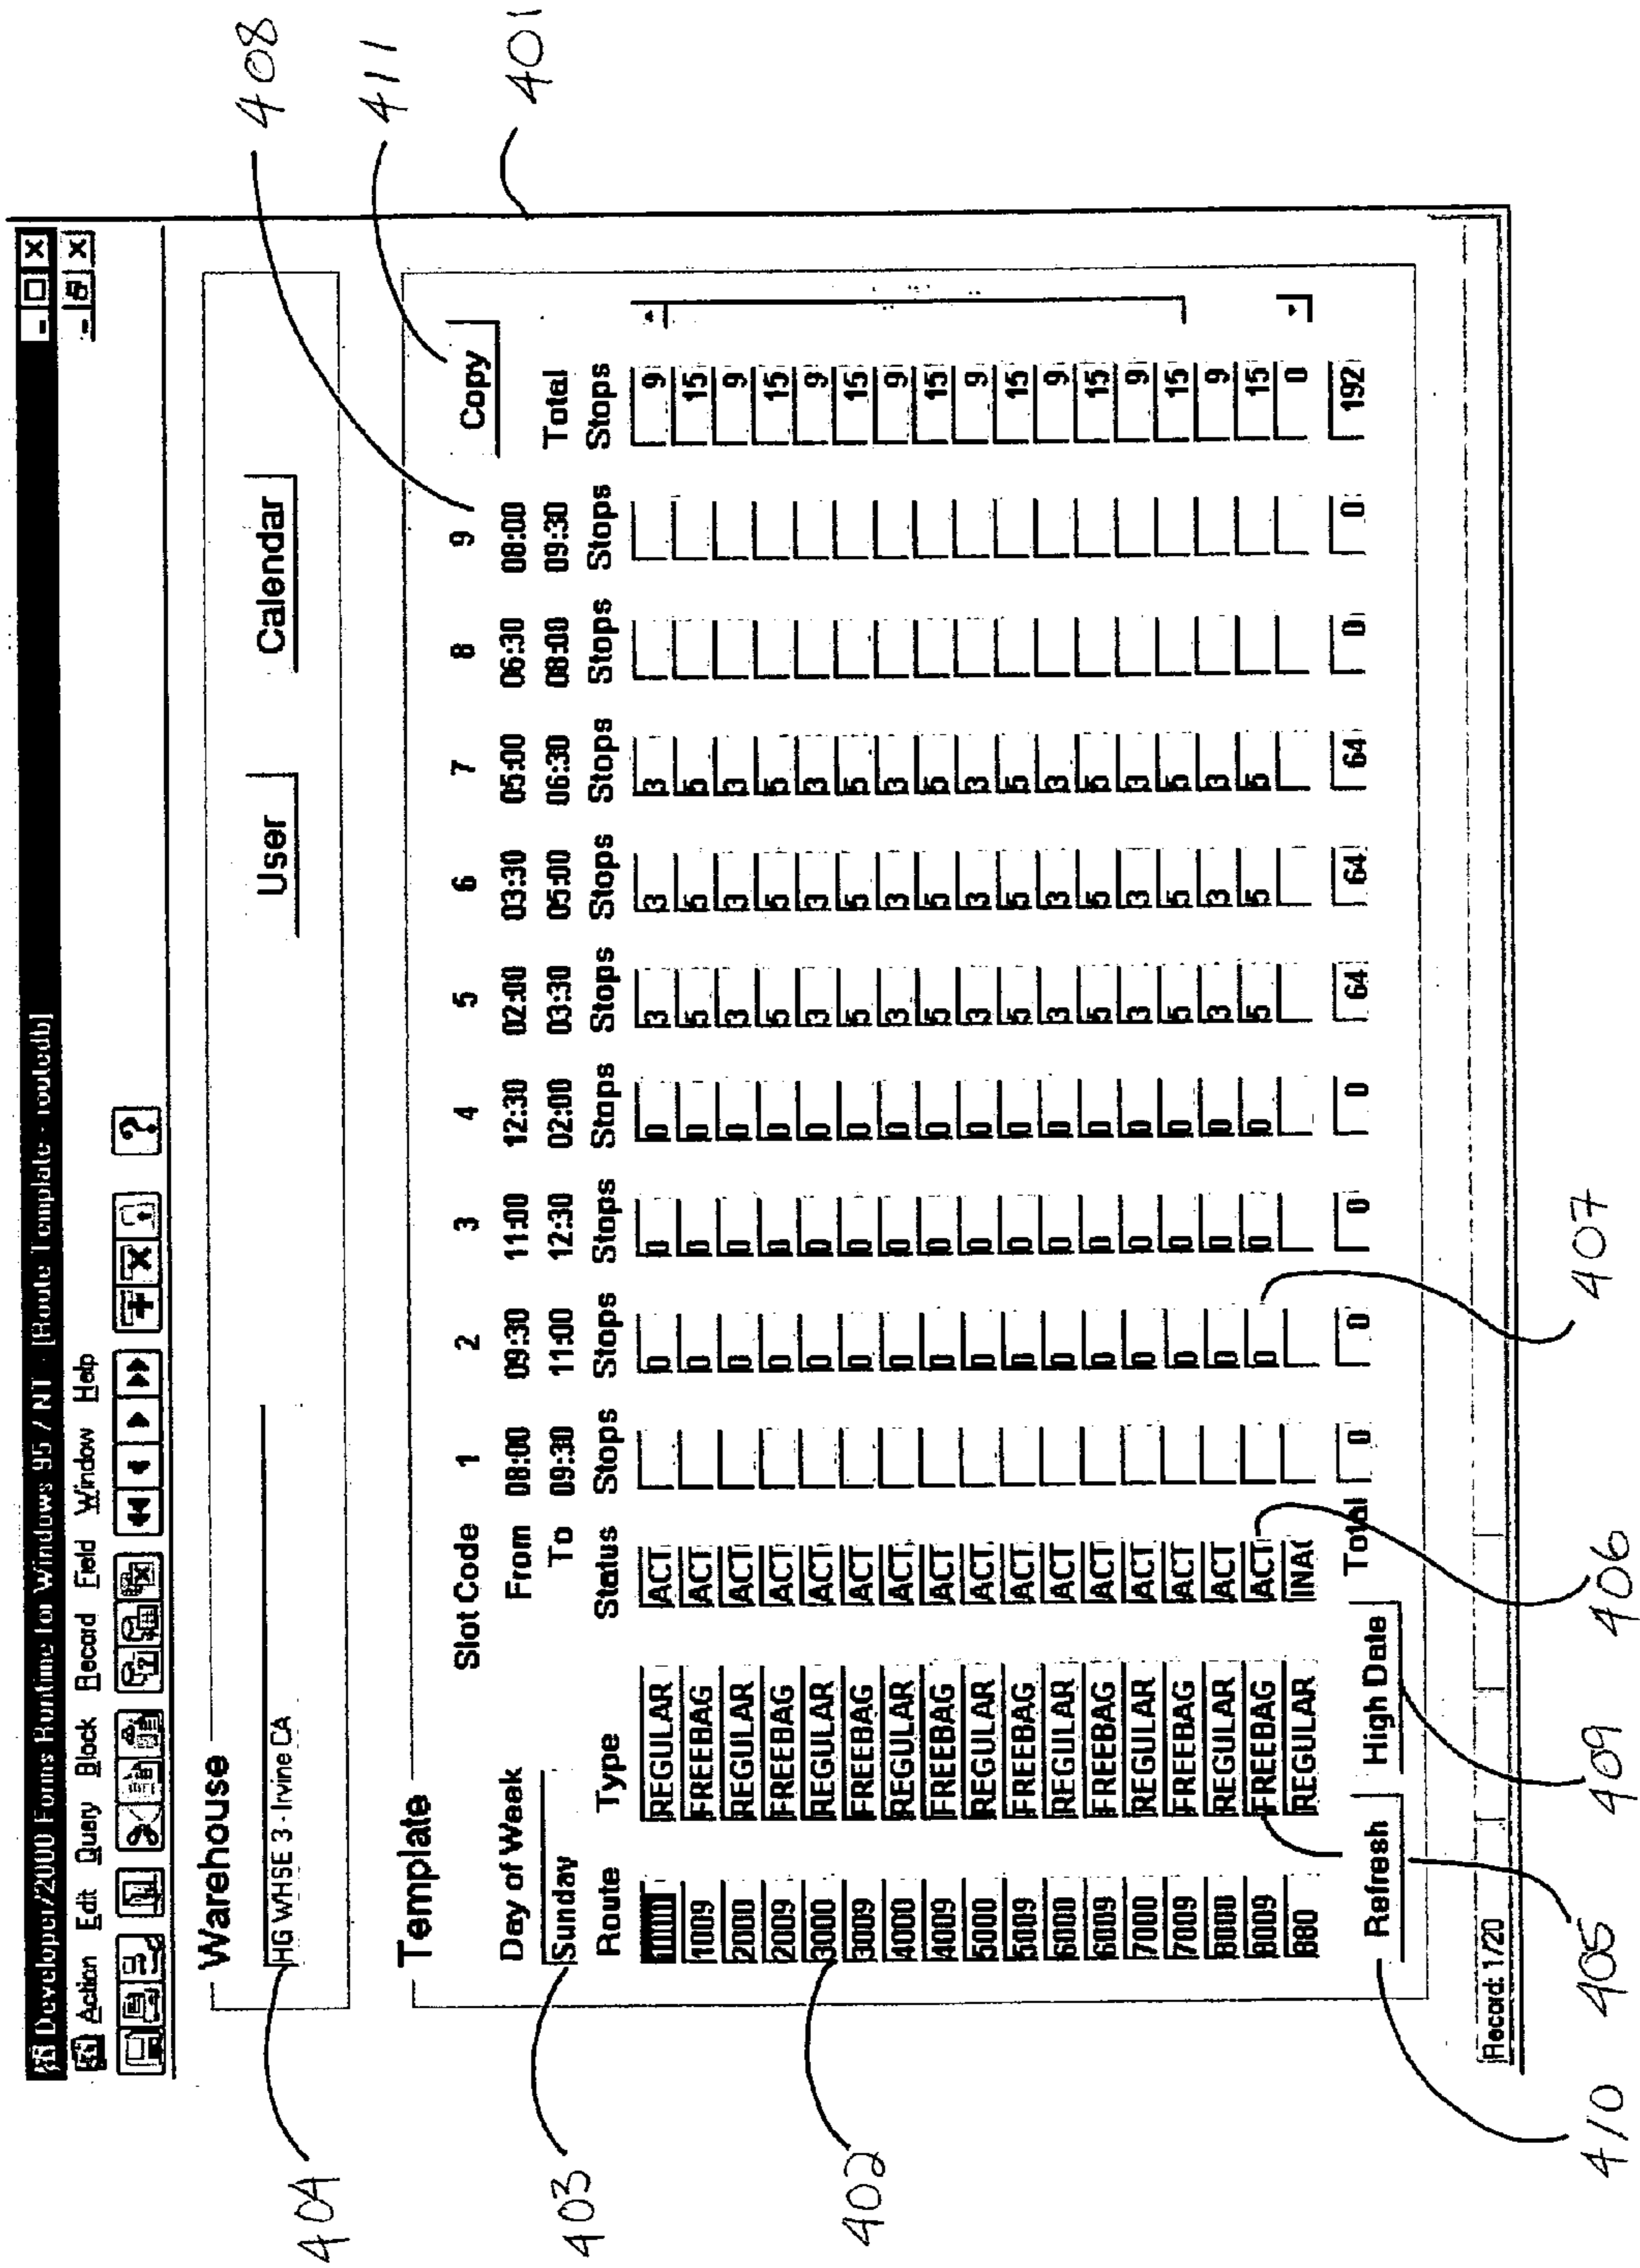 Developer/2000 Forms Runtime for Windows 95 / NT - [Route Template - routedb]
Action Edit Query Block Record Field Window Help
Warehouse
HG WHSE 3 - Irvine CA
User Calendar
Template
Copy
Slot Code 1 2 3 4 5 6 7 8 9
Day of Week From 08:00 09:30 11:00 12:30 02:00 03:30 05:00 06:30 08:00 Total
Sunday To 09:30 11:00 12:30 02:00 03:30 05:00 06:30 08:00 09:30 Stops
Route Type Status Stops Stops Stops Stops Stops Stops Stops Stops Stops
1000 REGULAR ACT 0 0 0 3 3 3 9
1009 FREEBAG ACT 0 0 0 5 5 5 15
2000 REGULAR ACT 0 0 0 3 3 3 9
2009 FREEBAG ACT 0 0 0 5 5 5 15
3000 REGULAR ACT 0 0 0 3 3 3 9
3009 FREEBAG ACT 0 0 0 5 5 5 15
4000 REGULAR ACT 0 0 0 3 3 3 9
4009 FREEBAG ACT 0 0 0 5 5 5 15
5000 REGULAR ACT 0 0 0 3 3 3 9
5009 FREEBAG ACT 0 0 0 5 5 5 15
6000 REGULAR ACT 0 0 0 3 3 3 9
6009 FREEBAG ACT 0 0 0 5 5 5 15
7000 REGULAR ACT 0 0 0 3 3 3 9
7009 FREEBAG ACT 0 0 0 5 5 5 15
8000 REGULAR ACT 0 0 0 3 3 3 9
8009 FREEBAG ACT 0 0 0 5 5 5 15
880 REGULAR INA( 0
Refresh High Date Total 0 0 0 0 64 64 64 0 0 192
Record: 1/20
404
403
402
410
405
409
406
407
408
411
401